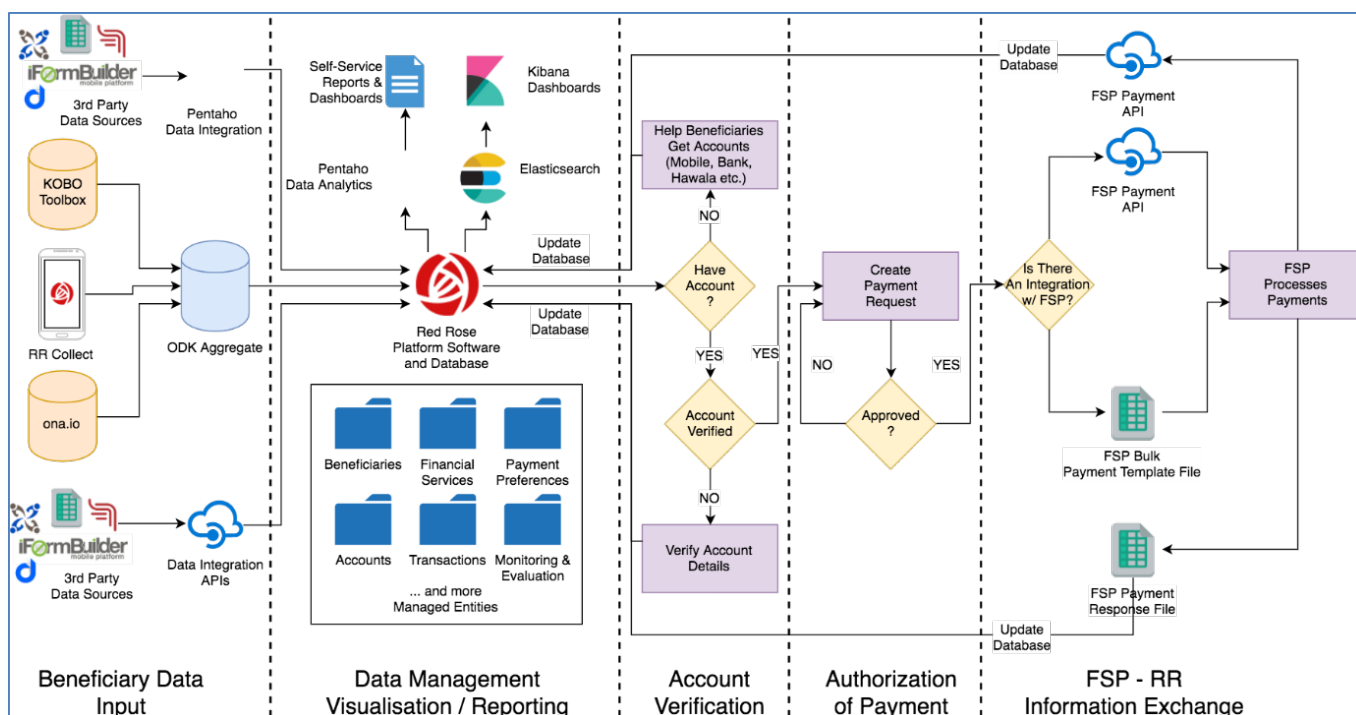 iFormBuilder
mobile platform
3rd Party
Data Sources
Pentaho
Data Integration
KOBO
Toolbox
RR Collect
ODK Aggregate
ona.io
iFormBuilder
mobile platform
3rd Party
Data Sources
Data Integration
APIs
Beneficiary Data
Input
Self-Service
Reports &
Dashboards
Kibana
Dashboards
Pentaho
Data Analytics
Elasticsearch
Update
Database
Update
Database
Red Rose
Platform Software
and Database
Beneficiaries
Financial
Services
Payment
Preferences
Accounts
Transactions
Monitoring &
Evaluation
... and more
Managed Entities
Data Management
Visualisation / Reporting
Help Beneficiaries
Get Accounts
(Mobile, Bank,
Hawala etc.)
NO
Have
Account
?
YES
YES
Account
Verified
NO
Verify Account
Details
Account
Verification
Create
Payment
Request
NO
YES
Approved
?
Authorization
of Payment
Update
Database
FSP Payment
API
FSP Payment
API
Is There
An Integration
w/ FSP?
FSP
Processes
Payments
FSP Bulk
Payment Template File
FSP Payment
Response File
Update
Database
FSP - RR
Information Exchange